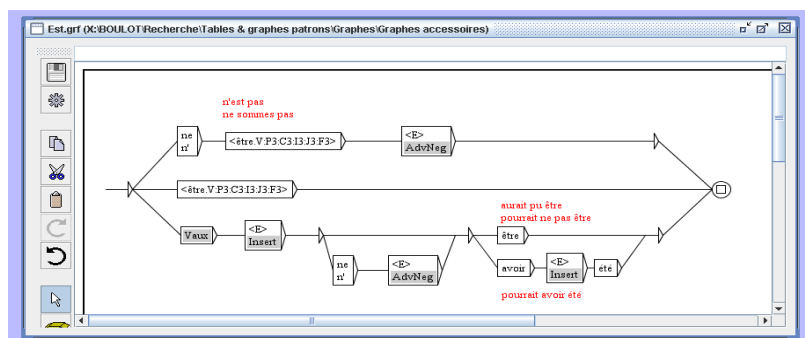 Est.grf (X:\BOULOT\Recherche\Tables & graphes patrons\Graphes\Graphes accessoires)
n'est pas
ne sommes pas
ne
n'
<être.V:P3:C3:I3:J3:F3>
<E>
AdvNeg
<être.V:P3:C3:I3:J3:F3>
aurait pu être
pourrait ne pas être
Vaux
<E>
Insert
être
ne
n'
<E>
AdvNeg
avoir
<E>
Insert
été
pourrait avoir été